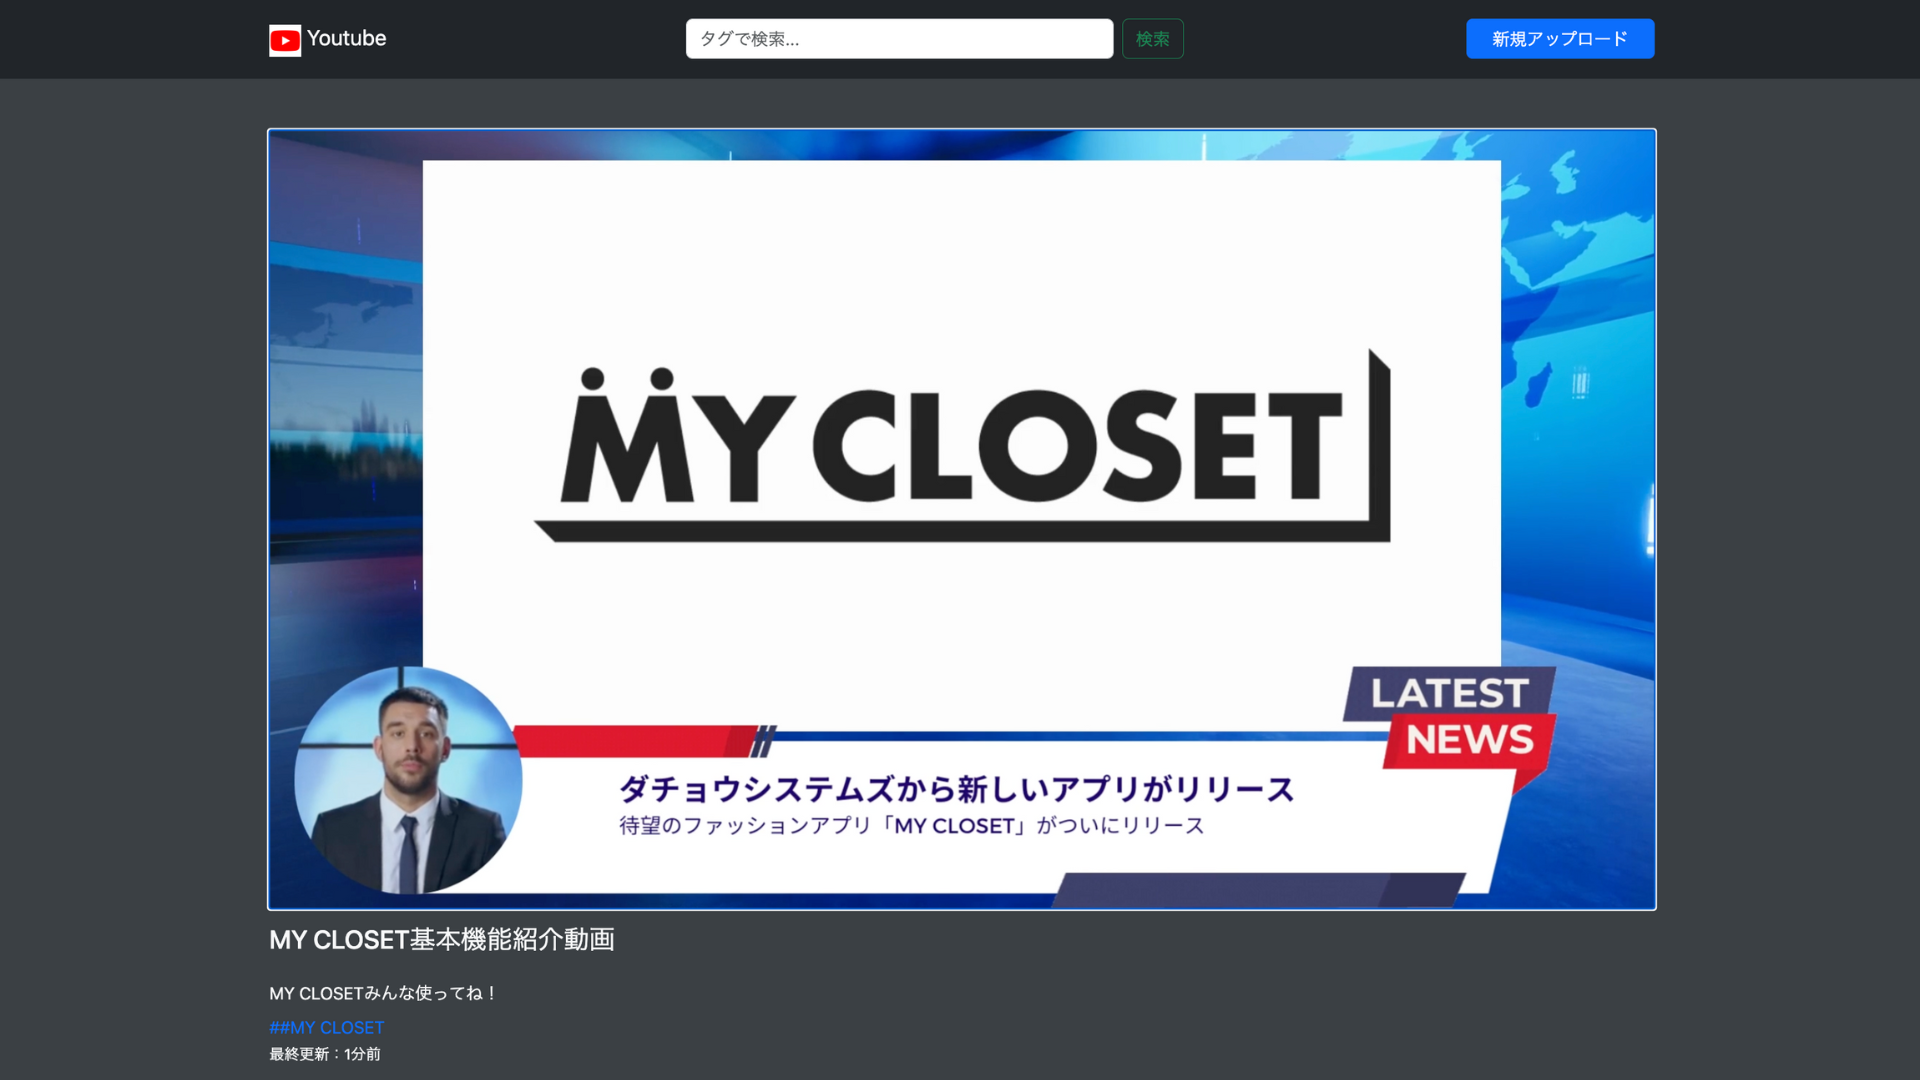 Youtube
タグで検索...
検索
新規アップロード
MY CLOSET
LATEST
NEWS
ダチョウシステムズから新しいアプリがリリース
待望のファッションアプリ「MY CLOSET」がついにリリース
MY CLOSET基本機能紹介動画
MY CLOSETみんな使ってね！
##MY CLOSET
最終更新：1分前